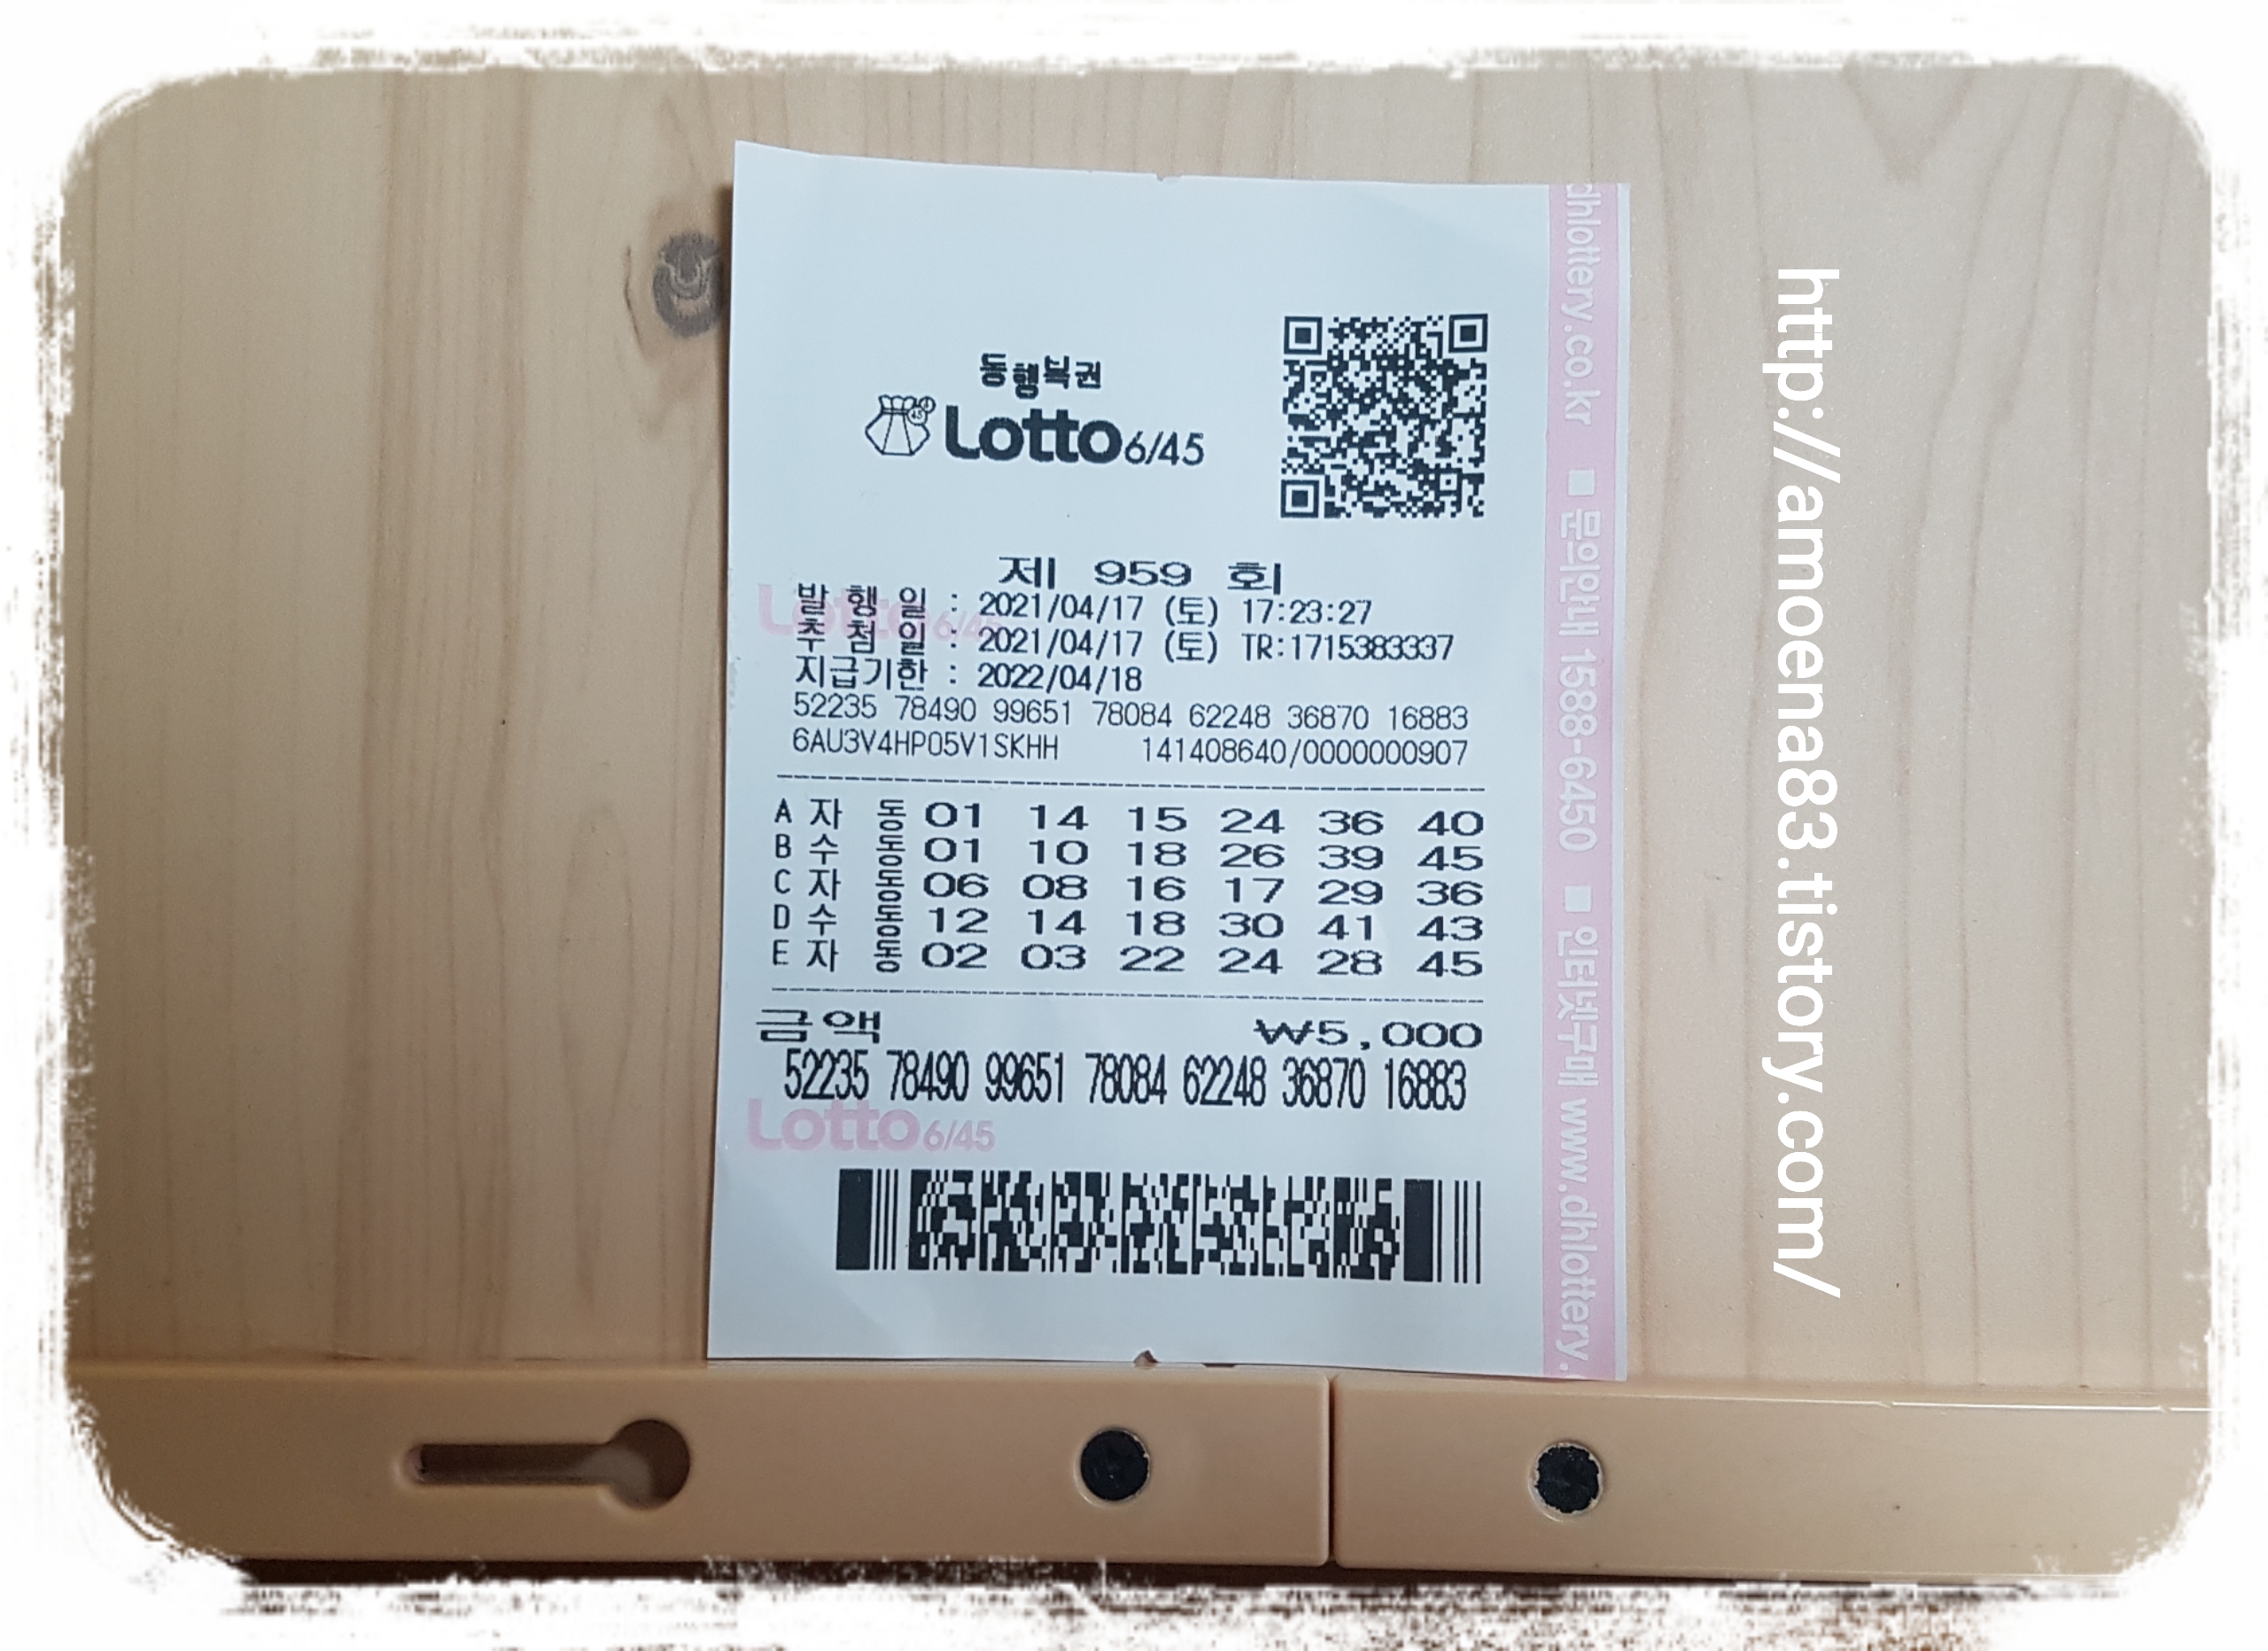 동행복권
Lotto 6/45
제 959 회
발 행 일 : 2021/04/17 (토) 17:23:27
추 첨 일 : 2021/04/17 (토) TR:1715383337
지급기한 : 2022/04/18
52235 78490 99651 78084 62248 36870 16883
6AU3V4HP05V1SKHH 141408640/0000000907
A 자 동 01 14 15 24 36 40
B 수 동 01 10 18 26 39 45
C 자 동 06 08 16 17 29 36
D 수 동 12 14 18 30 41 43
E 자 동 02 03 22 24 28 45
금액 ₩5,000
52235 78490 99651 78084 62248 36870 16883
Lotto 6/45
Lotto 6/45
dhlottery.co.kr ■ 문의안내 1588-6450 ■ 인터넷구매 www.dhlottery.
http://amoena83.tistory.com/